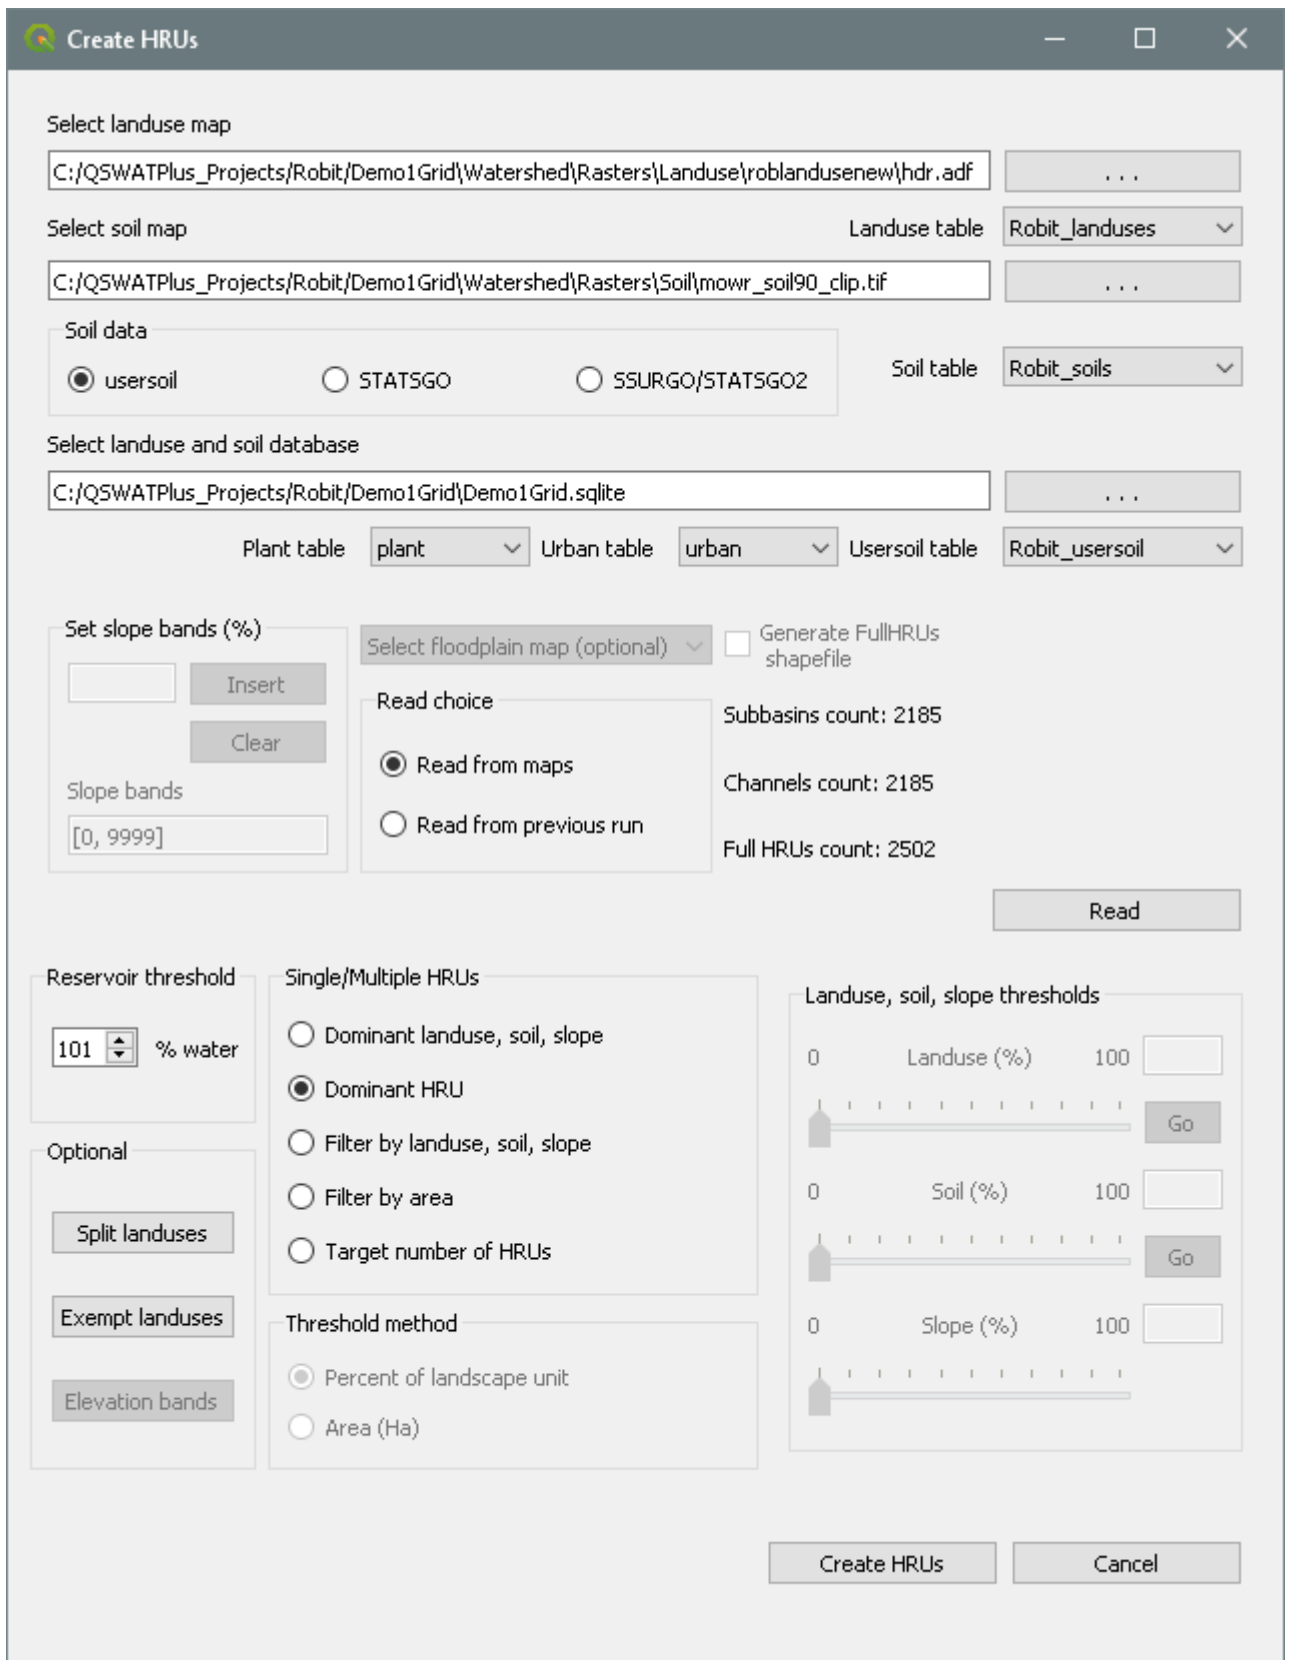 Create HRUs
Select landuse map
C:/QSWATPlus_Projects/Robit/Demo1Grid\Watershed\Rasters\Landuse\roblandusenew\hdr.adf
. . .
Select soil map
Landuse table
Robit_landuses
C:/QSWATPlus_Projects/Robit/Demo1Grid\Watershed\Rasters\Soil\mowr_soil90_clip.tif
. . .
Soil data
usersoil
STATSGO
SSURGO/STATSGO2
Soil table
Robit_soils
Select landuse and soil database
C:/QSWATPlus_Projects/Robit/Demo1Grid\Demo1Grid.sqlite
. . .
Plant table
plant
Urban table
urban
Usersoil table
Robit_usersoil
Set slope bands (%)
Insert
Clear
Slope bands
[0, 9999]
Select floodplain map (optional)
Generate FullHRUs
shapefile
Read choice
Read from maps
Read from previous run
Subbasins count: 2185
Channels count: 2185
Full HRUs count: 2502
Read
Reservoir threshold
101
% water
Optional
Split landuses
Exempt landuses
Elevation bands
Single/Multiple HRUs
Dominant landuse, soil, slope
Dominant HRU
Filter by landuse, soil, slope
Filter by area
Target number of HRUs
Threshold method
Percent of landscape unit
Area (Ha)
Landuse, soil, slope thresholds
0 Landuse (%) 100
Go
0 Soil (%) 100
Go
0 Slope (%) 100
Create HRUs
Cancel